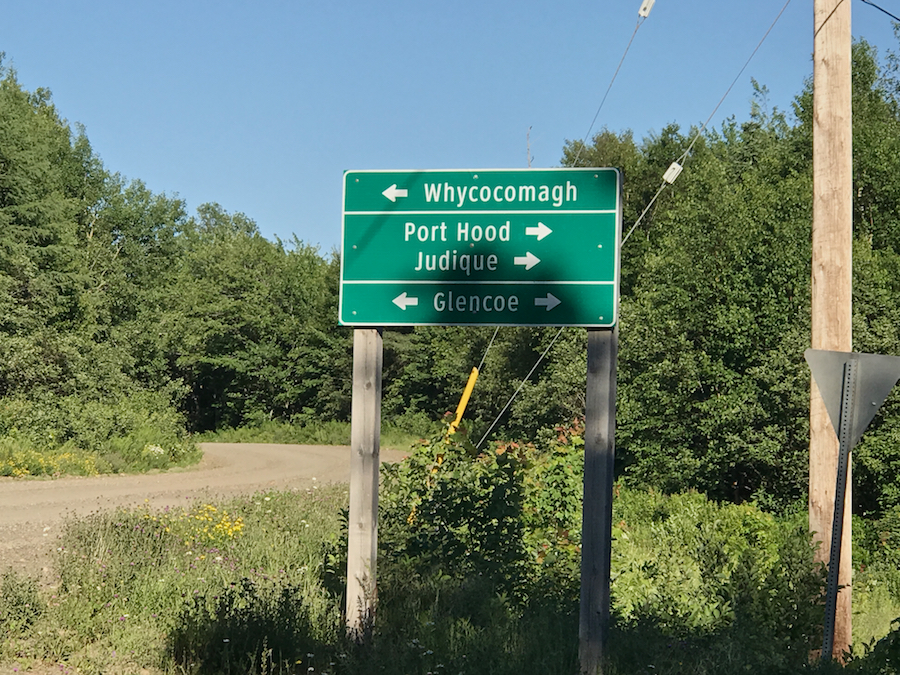 ← Whycocomagh
Port Hood →
Judique →
← Glencoe →